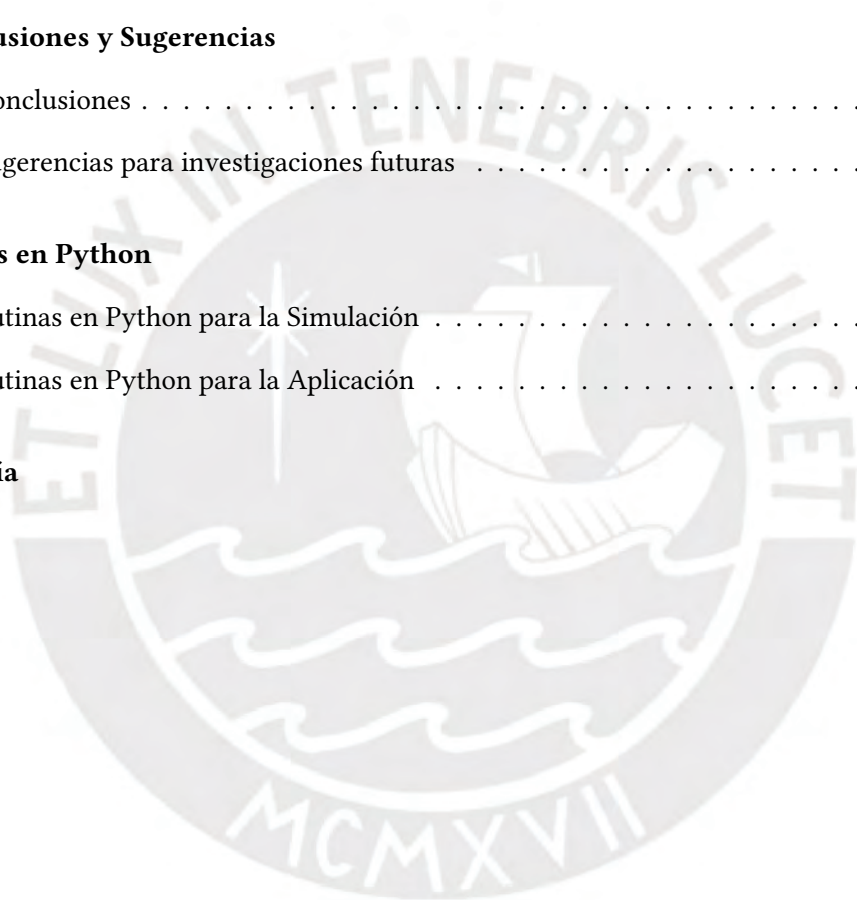 usiones y Sugerencias
onclusiones . . . . . . . . . . . . . . . . . . . . . . . . . . . . . . . . . . .
gerencias para investigaciones futuras . . . . . . . . . . . . . . . . .
s en Python
utinas en Python para la Simulación . . . . . . . . . . . . . . . . . . .
utinas en Python para la Aplicación . . . . . . . . . . . . . . . . . . .
ia
ET LUX IN TENEBRIS LUCET
MCMXVII